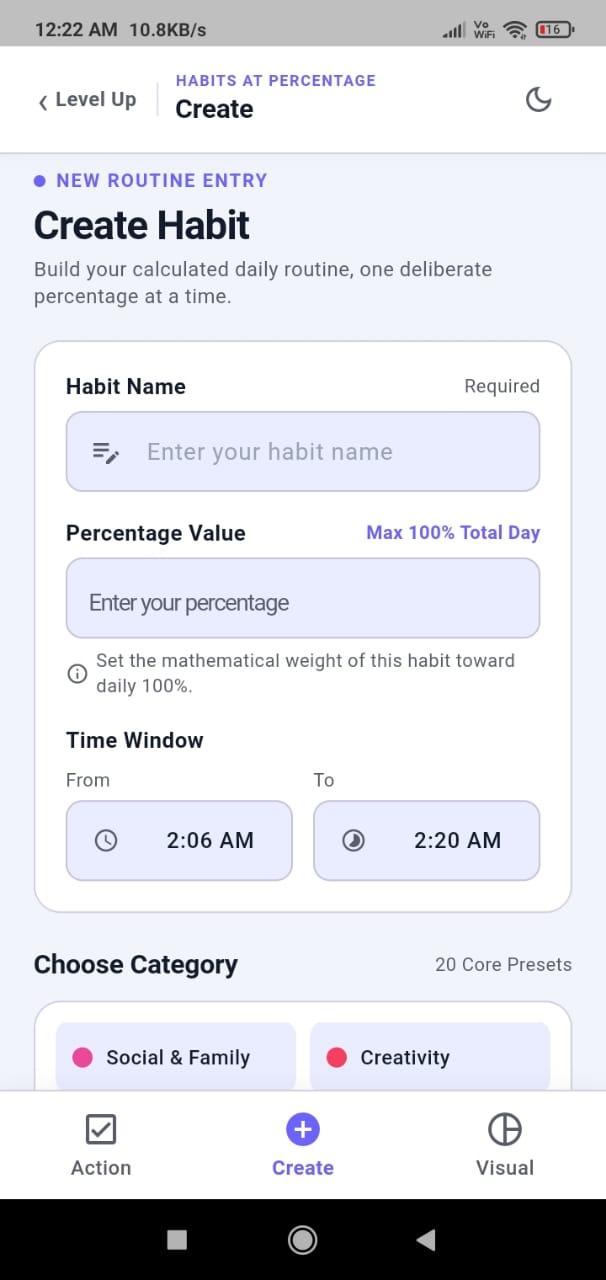 12:22 AM 10.8KB/s
Vo WiFi 16
Level Up
HABITS AT PERCENTAGE
Create
NEW ROUTINE ENTRY
Create Habit
Build your calculated daily routine, one deliberate
percentage at a time.
Habit Name Required
Enter your habit name
Percentage Value Max 100% Total Day
Enter your percentage
Set the mathematical weight of this habit toward
daily 100%.
Time Window
From To
2:06 AM 2:20 AM
Choose Category 20 Core Presets
Social & Family Creativity
Action Create Visual